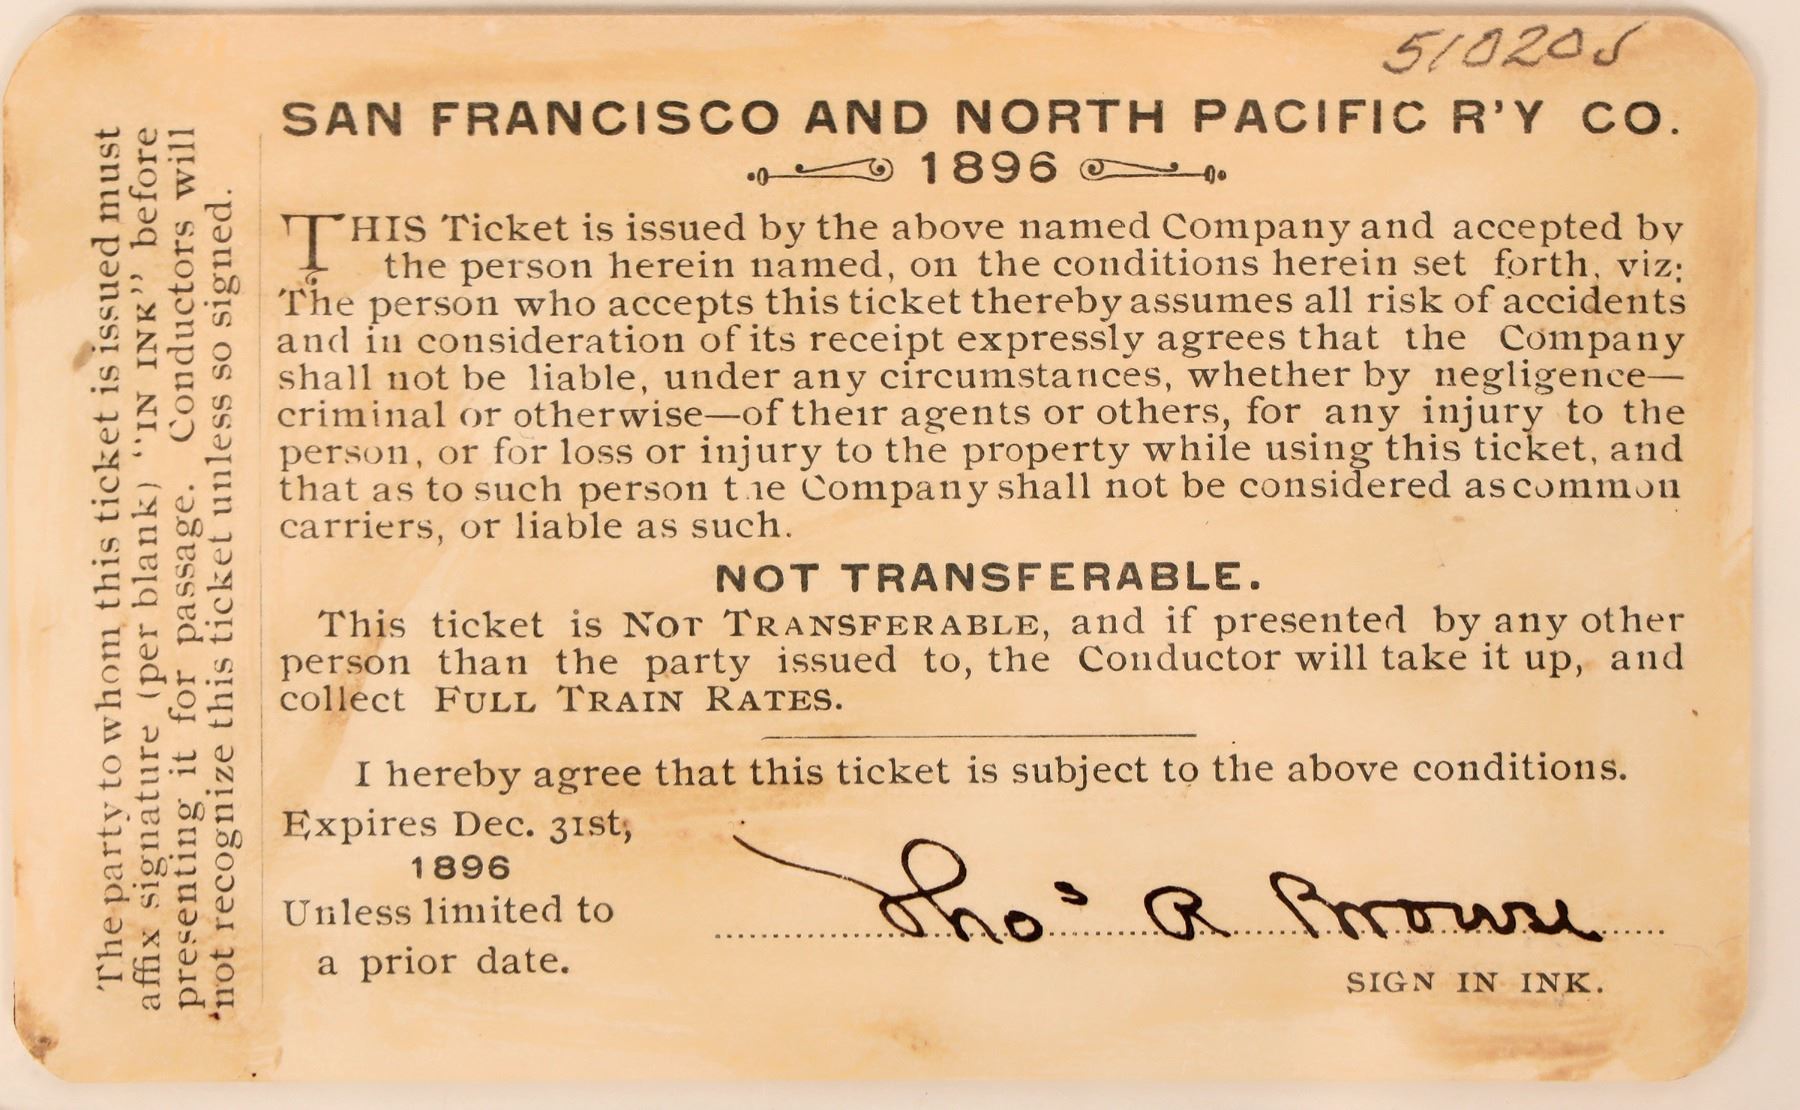 510205
SAN FRANCISCO AND NORTH PACIFIC R'Y CO.
1896
THIS Ticket is issued by the above named Company and accepted by
the person herein named, on the conditions herein set forth, viz:
The person who accepts this ticket thereby assumes all risk of accidents
and in consideration of its receipt expressly agrees that the Company
shall not be liable, under any circumstances, whether by negligence—
criminal or otherwise—of their agents or others, for any injury to the
person, or for loss or injury to the property while using this ticket, and
that as to such person the Company shall not be considered as common
carriers, or liable as such.
NOT TRANSFERABLE.
This ticket is NOT TRANSFERABLE, and if presented by any other
person than the party issued to, the Conductor will take it up, and
collect FULL TRAIN RATES.
I hereby agree that this ticket is subject to the above conditions.
Expires Dec. 31st,
1896
Unless limited to
a prior date.
Thos A Browne
SIGN IN INK.
The party to whom this ticket is issued must
affix signature (per blank) "IN INK" before
presenting it for passage. Conductors will
not recognize this ticket unless so signed.